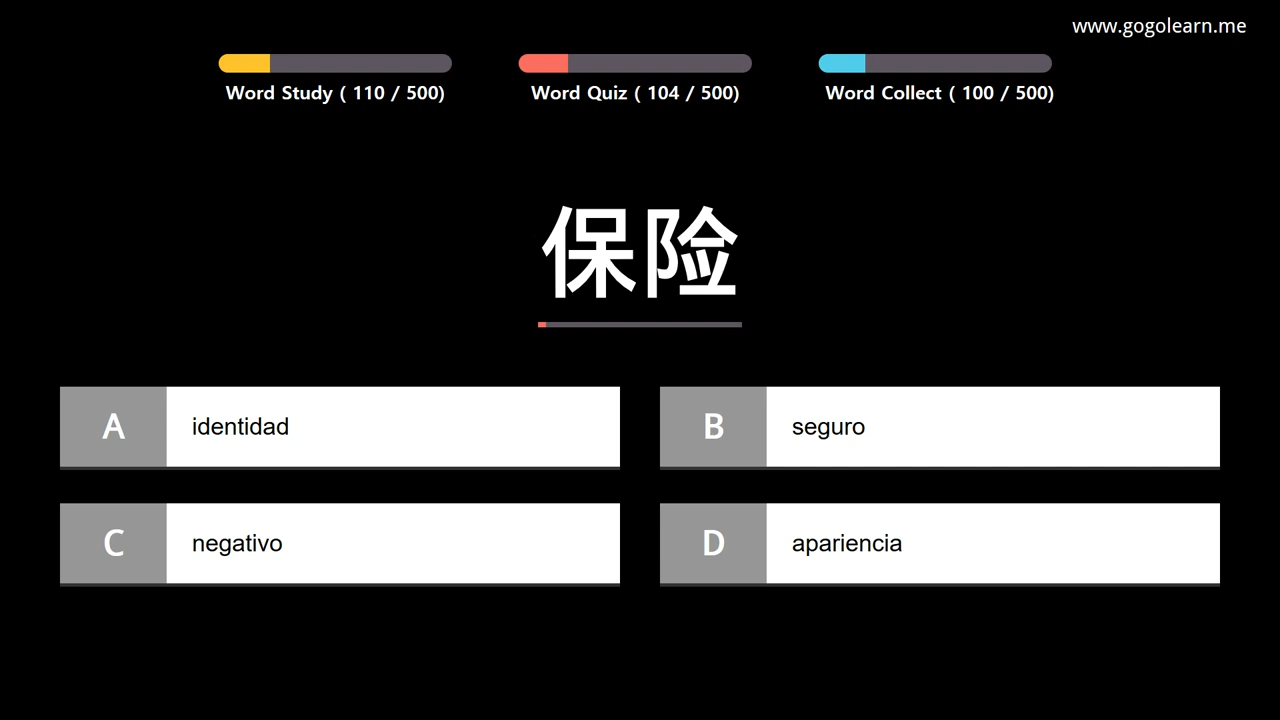 www.gogolearn.me
Word Study ( 110 / 500)
Word Quiz ( 104 / 500)
Word Collect ( 100 / 500)
保险
A identidad
B seguro
C negativo
D apariencia